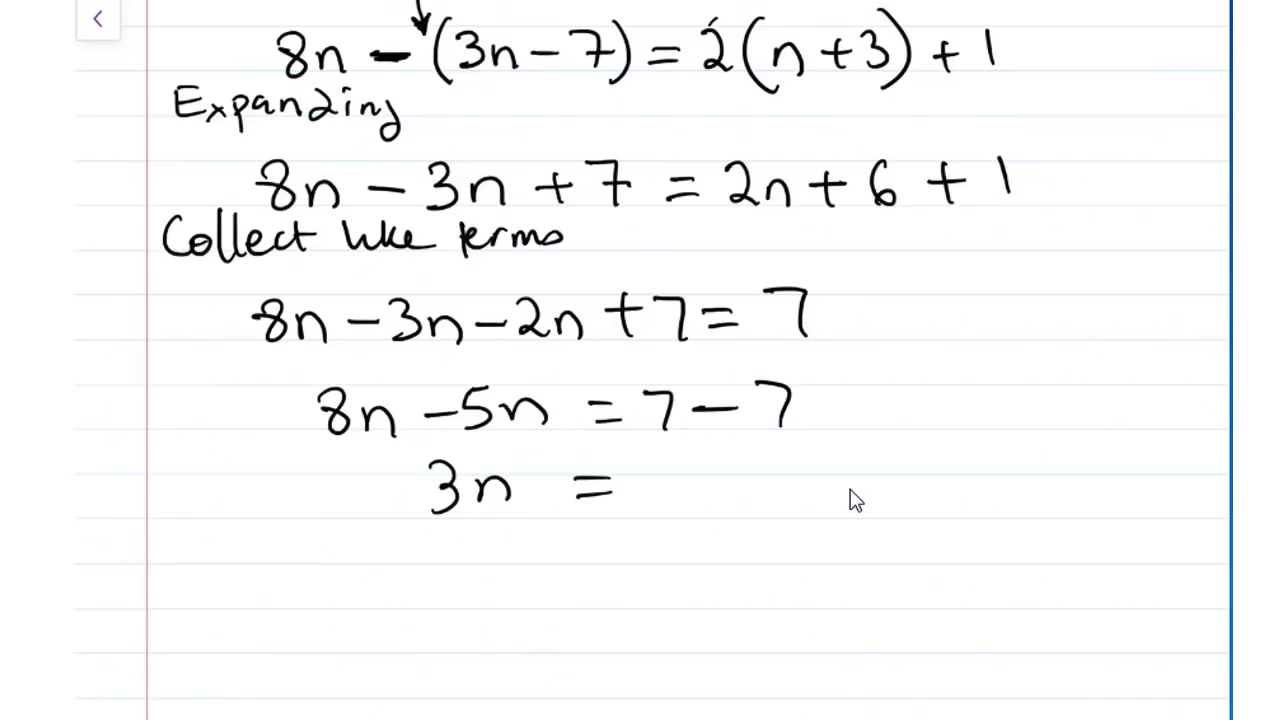 8n - (3n - 7) = 2(n + 3) + 1
Expanding
8n - 3n + 7 = 2n + 6 + 1
Collect like terms
8n - 3n - 2n + 7 = 7
8n - 5n = 7 - 7
3n =